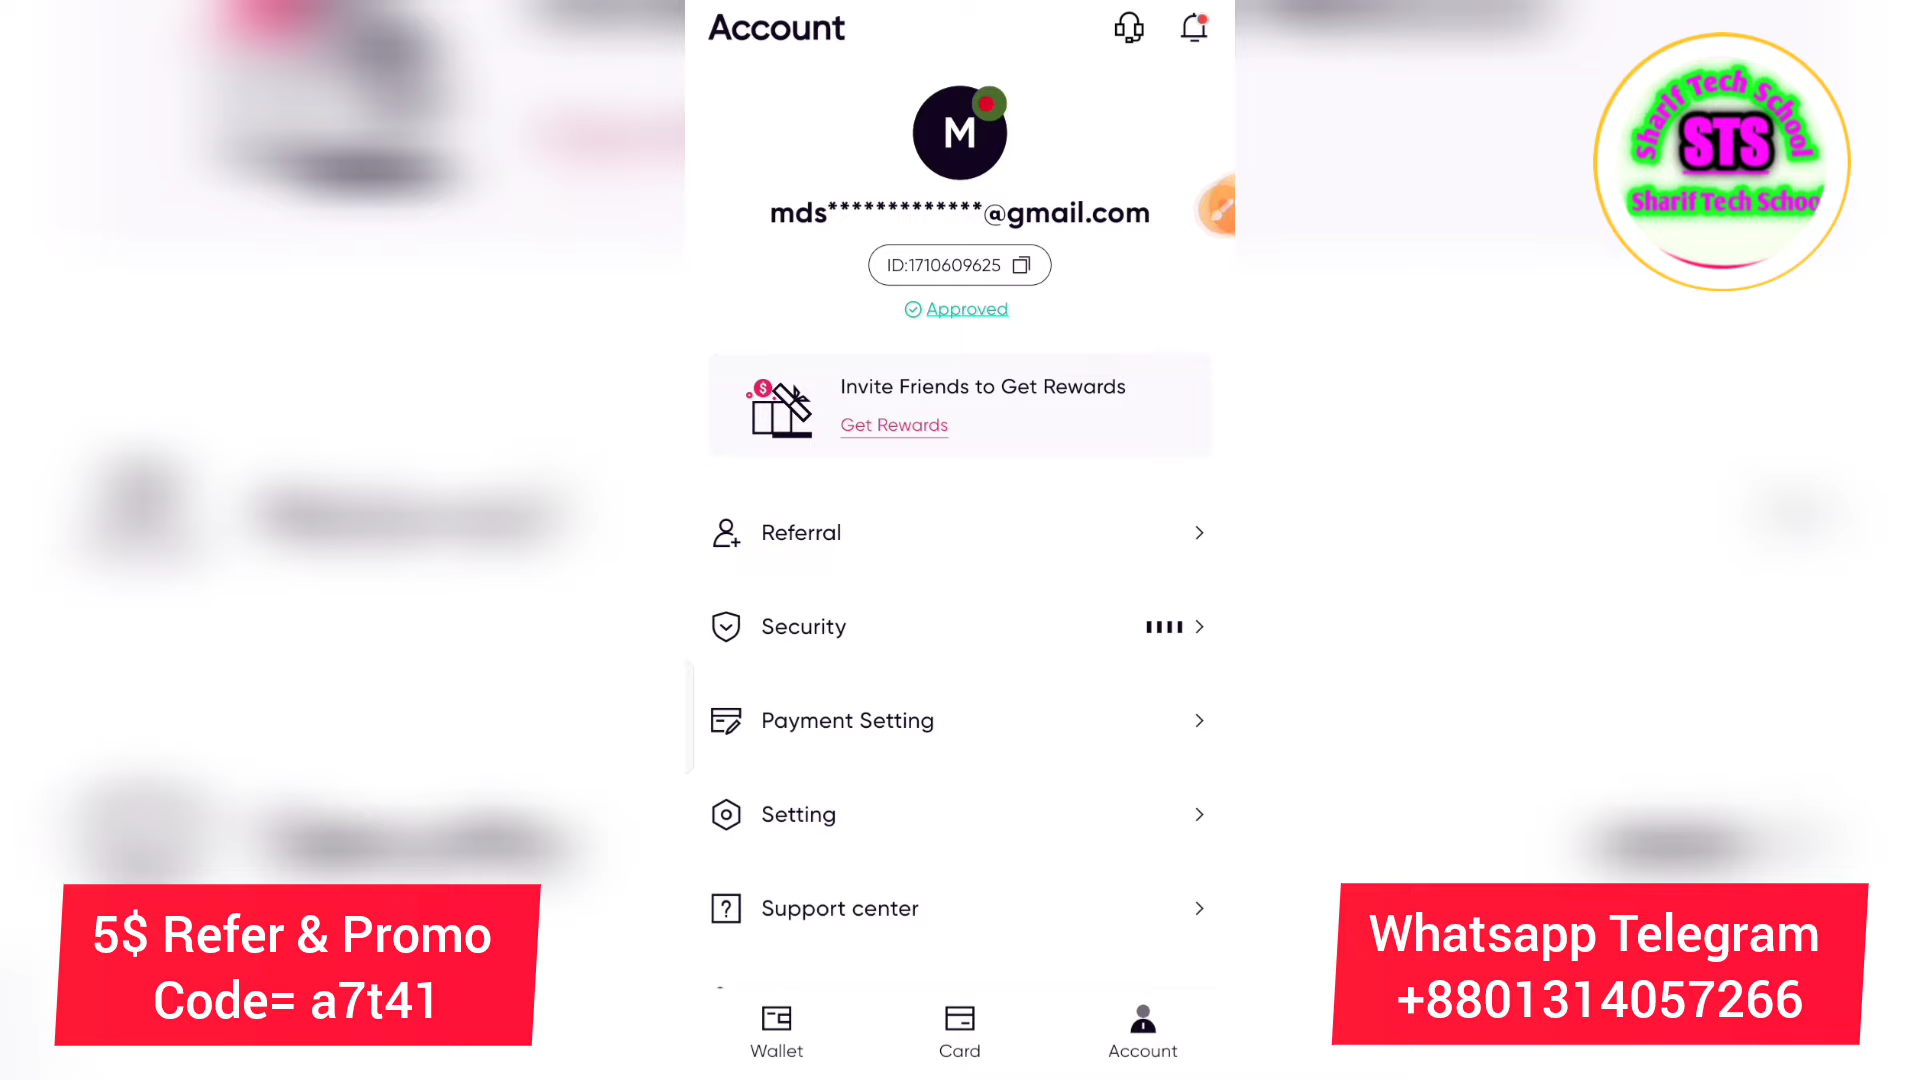 Account
M
mds*************@gmail.com
ID:1710609625
Approved
Invite Friends to Get Rewards
Get Rewards
Referral
Security
Payment Setting
Setting
Support center
Wallet
Card
Account
Sharif Tech School
STS
Sharif Tech Schoo
5$ Refer & Promo
Code= a7t41
Whatsapp Telegram
+8801314057266